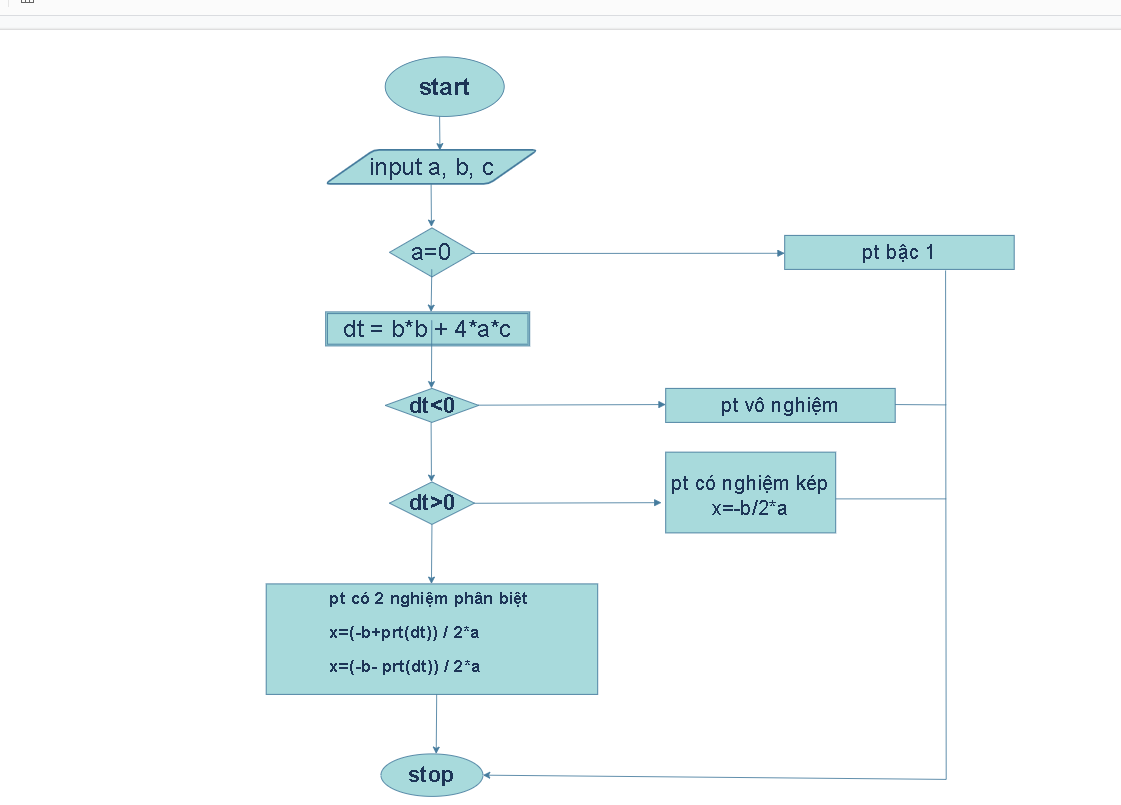 start
input a, b, c
a=0
pt bậc 1
dt = b*b + 4*a*c
dt<0
pt vô nghiệm
dt>0
pt có nghiệm kép
x=-b/2*a
pt có 2 nghiệm phân biệt
x=(-b+prt(dt)) / 2*a
x=(-b- prt(dt)) / 2*a
stop